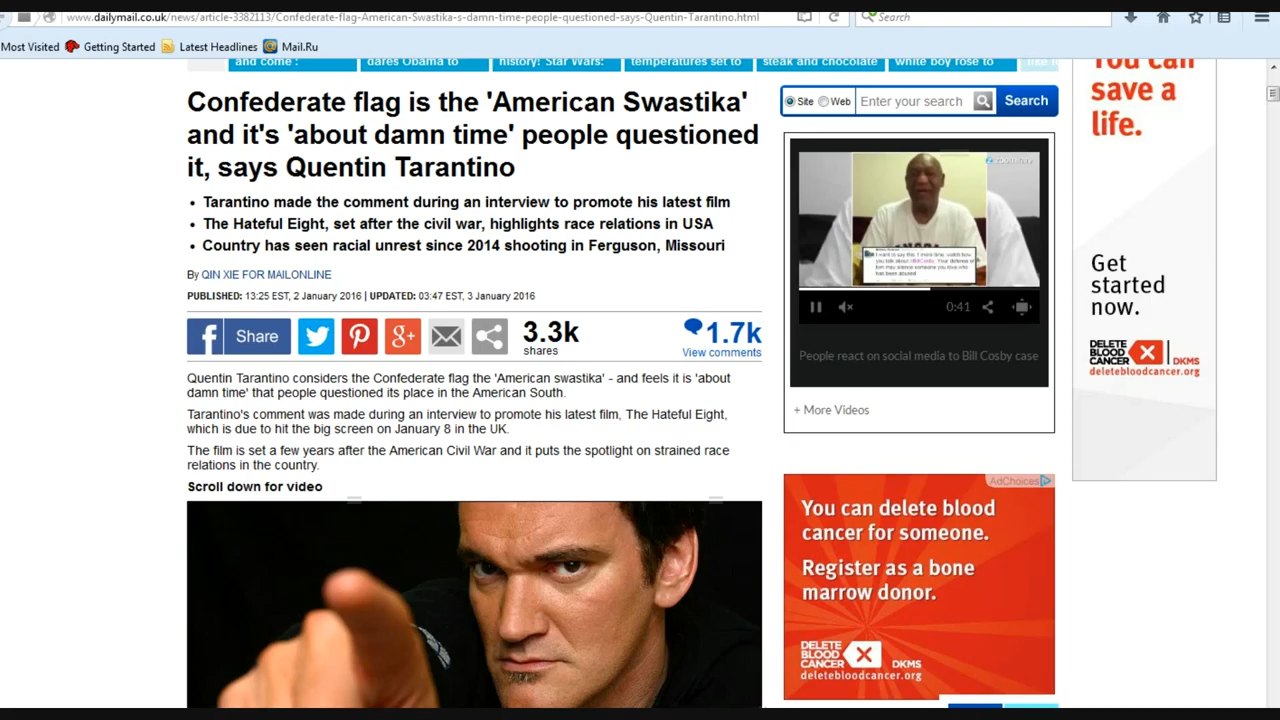 www.dailymail.co.uk/news/article-3382113/Confederate-flag-American-Swastika-s-damn-time-people-questioned-says-Quentin-Tarantino.html
Search
Most Visited
Getting Started
Latest Headlines
Mail.Ru
and come :
dares Obama to
history! Star Wars:
temperatures set to
steak and chocolate
white boy rose to
like
Confederate flag is the 'American Swastika'
and it's 'about damn time' people questioned
it, says Quentin Tarantino
• Tarantino made the comment during an interview to promote his latest film
• The Hateful Eight, set after the civil war, highlights race relations in USA
• Country has seen racial unrest since 2014 shooting in Ferguson, Missouri
By QIN XIE FOR MAILONLINE
PUBLISHED: 13:25 EST, 2 January 2016 | UPDATED: 03:47 EST, 3 January 2016
f Share
g+
3.3k
shares
1.7k
View comments
Quentin Tarantino considers the Confederate flag the 'American swastika' - and feels it is 'about
damn time' that people questioned its place in the American South.
Tarantino's comment was made during an interview to promote his latest film, The Hateful Eight,
which is due to hit the big screen on January 8 in the UK.
The film is set a few years after the American Civil War and it puts the spotlight on strained race
relations in the country.
Scroll down for video
Site
Web
Enter your search
Search
0:41
People react on social media to Bill Cosby case
+ More Videos
AdChoices
You can delete blood
cancer for someone.
Register as a bone
marrow donor.
DELETE
BLOOD
CANCER
DKMS
deletebloodcancer.org
You can
save a
life.
Get
started
now.
DELETE
BLOOD
CANCER
DKMS
deletebloodcancer.org